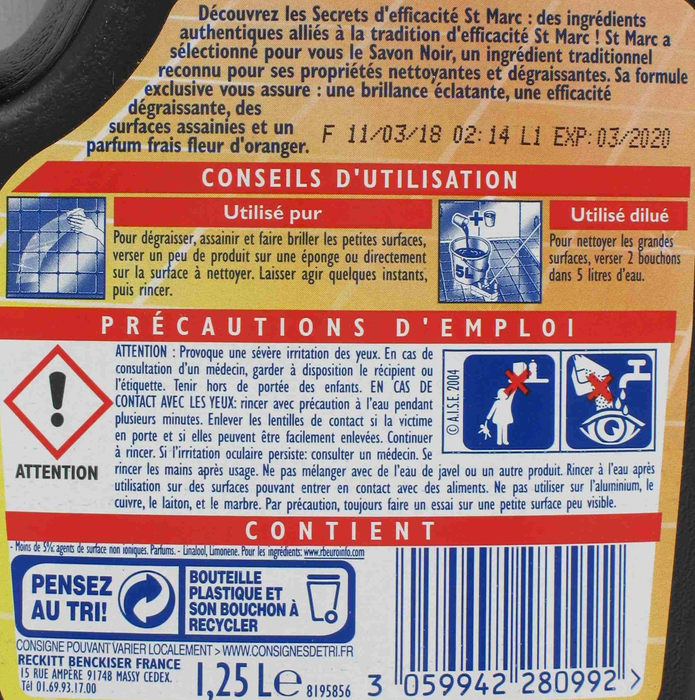 Découvrez les Secrets d'efficacité St Marc : des ingrédients
authentiques alliés à la tradition d'efficacité St Marc ! St Marc a
sélectionné pour vous le Savon Noir, un ingrédient traditionnel
reconnu pour ses propriétés nettoyantes et dégraissantes. Sa formule
exclusive vous assure : une brillance éclatante, une efficacité
dégraissante, des
surfaces assainies et un
parfum frais fleur d'oranger.
F 11/03/18 02:14 L1 EXP:03/2020
CONSEILS D'UTILISATION
Utilisé pur
Pour dégraisser, assainir et faire briller les petites surfaces,
verser un peu de produit sur une éponge ou directement
sur la surface à nettoyer. Laisser agir quelques instants,
puis rincer.
5L
Utilisé dilué
Pour nettoyer les grandes
surfaces, verser 2 bouchons
dans 5 litres d'eau.
PRÉCAUTIONS D'EMPLOI
ATTENTION
ATTENTION : Provoque une sévère irritation des yeux. En cas de
consultation d'un médecin, garder à disposition le récipient ou
l'étiquette. Tenir hors de portée des enfants. EN CAS DE
CONTACT AVEC LES YEUX: rincer avec précaution à l'eau pendant
plusieurs minutes. Enlever les lentilles de contact si la victime
en porte et si elles peuvent être facilement enlevées. Continuer
à rincer. Si l'irritation oculaire persiste: consulter un médecin. Se
rincer les mains après usage. Ne pas mélanger avec de l'eau de javel ou un autre produit. Rincer à l'eau après
utilisation sur des surfaces pouvant entrer en contact avec des aliments. Ne pas utiliser sur l'aluminium, le
cuivre, le laiton, et le marbre. Par précaution, toujours faire un essai sur une petite surface peu visible.
© A.I.S.E. 2004
CONTIENT
- Moins de 5%: agents de surface non ioniques. Parfums. - Linalool, Limonene. Pour les ingrédients: www.rbeuroinfo.com
PENSEZ
AU TRI!
BOUTEILLE
PLASTIQUE ET
SON BOUCHON À
RECYCLER
CONSIGNE POUVANT VARIER LOCALEMENT > WWW.CONSIGNESDETRI.FR
RECKITT BENCKISER FRANCE
15 RUE AMPÈRE 91748 MASSY CEDEX.
Tél 01.69.93.17.00
1,25 L℮
8195856
3 059942 280992 >